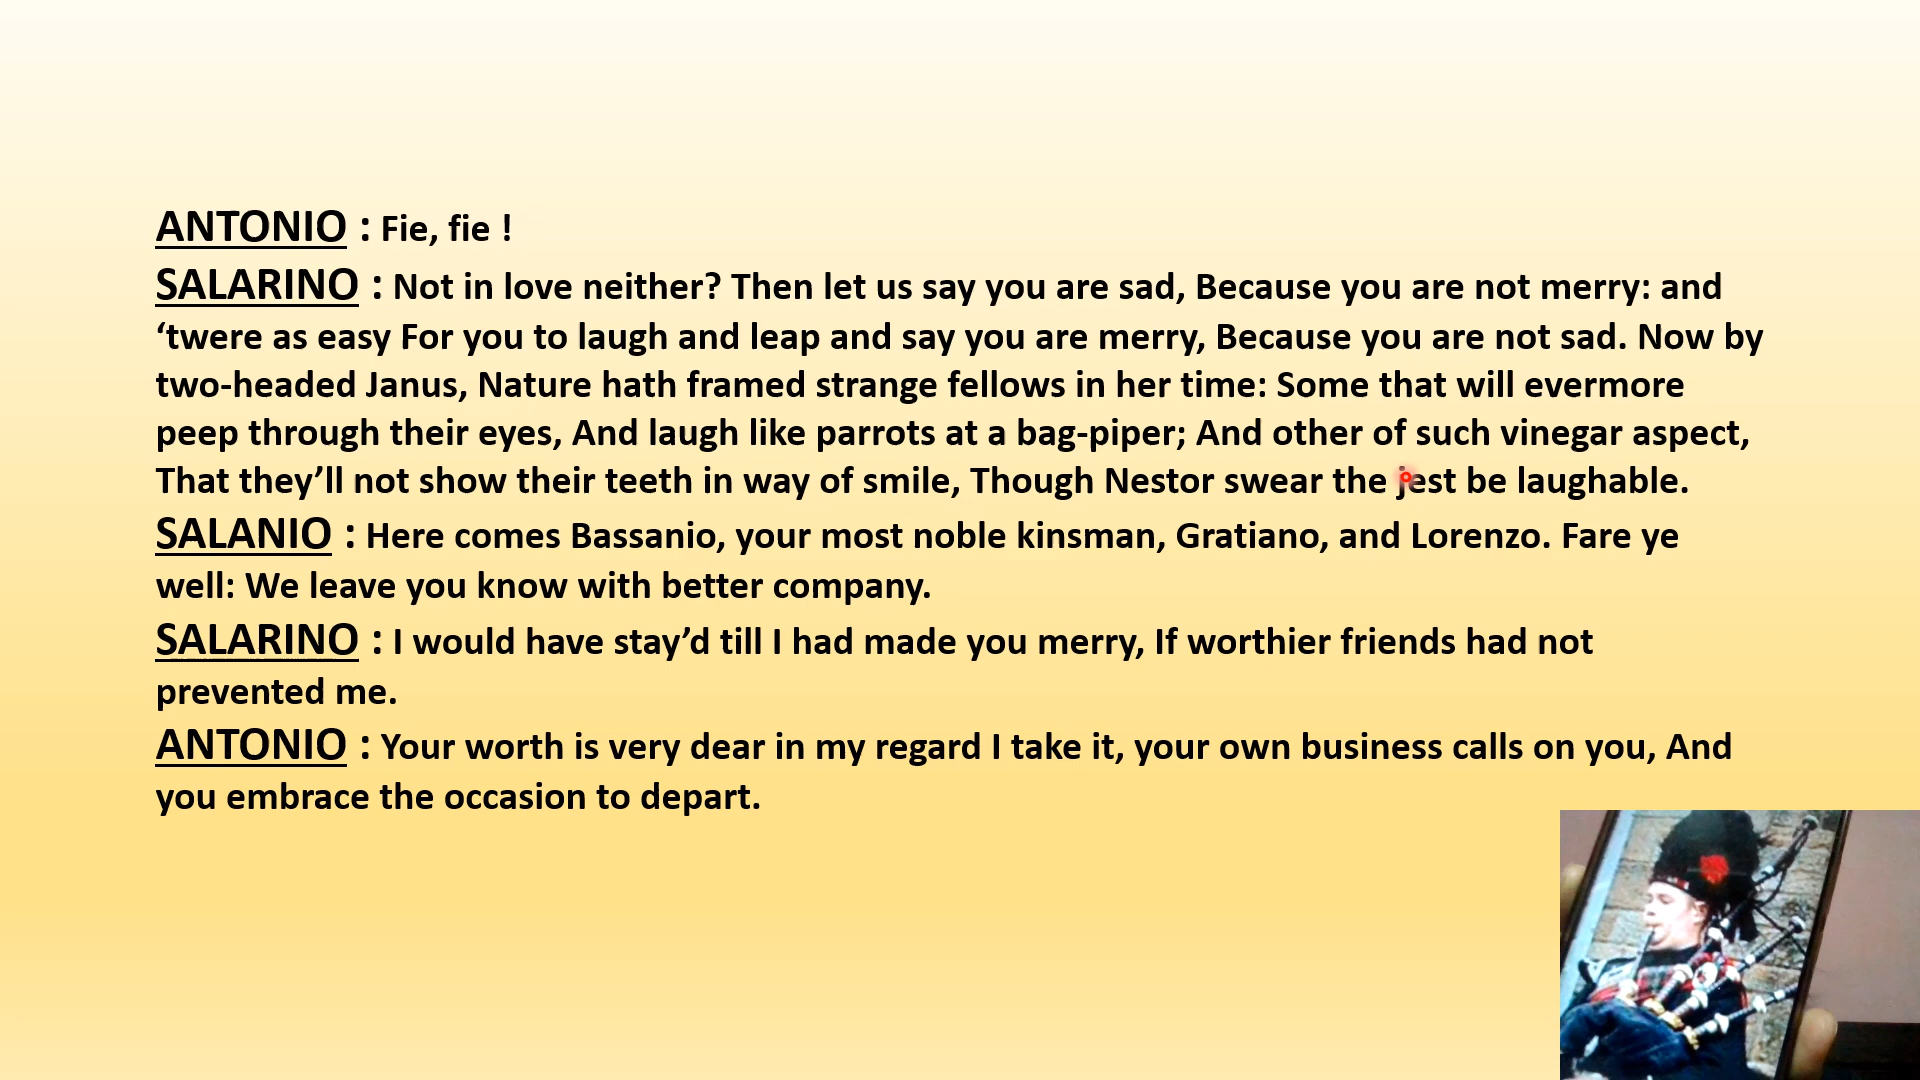 ANTONIO : Fie, fie !
SALARINO : Not in love neither? Then let us say you are sad, Because you are not merry: and
‘twere as easy For you to laugh and leap and say you are merry, Because you are not sad. Now by
two-headed Janus, Nature hath framed strange fellows in her time: Some that will evermore
peep through their eyes, And laugh like parrots at a bag-piper; And other of such vinegar aspect,
That they’ll not show their teeth in way of smile, Though Nestor swear the jest be laughable.
SALANIO : Here comes Bassanio, your most noble kinsman, Gratiano, and Lorenzo. Fare ye
well: We leave you know with better company.
SALARINO : I would have stay’d till I had made you merry, If worthier friends had not
prevented me.
ANTONIO : Your worth is very dear in my regard I take it, your own business calls on you, And
you embrace the occasion to depart.